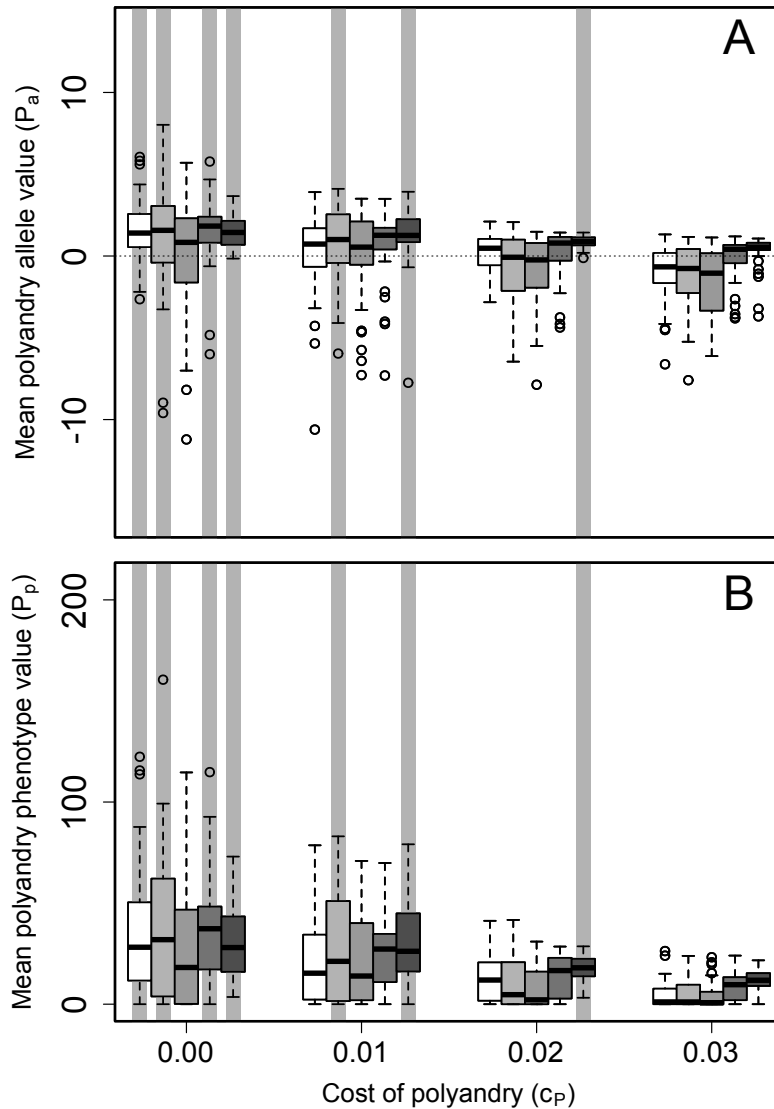 A
Mean polyandry allele value (Pₐ)
10
0
-10
B
Mean polyandry phenotype value (Pₚ)
200
100
0
0.00 0.01 0.02 0.03
Cost of polyandry (c_P)